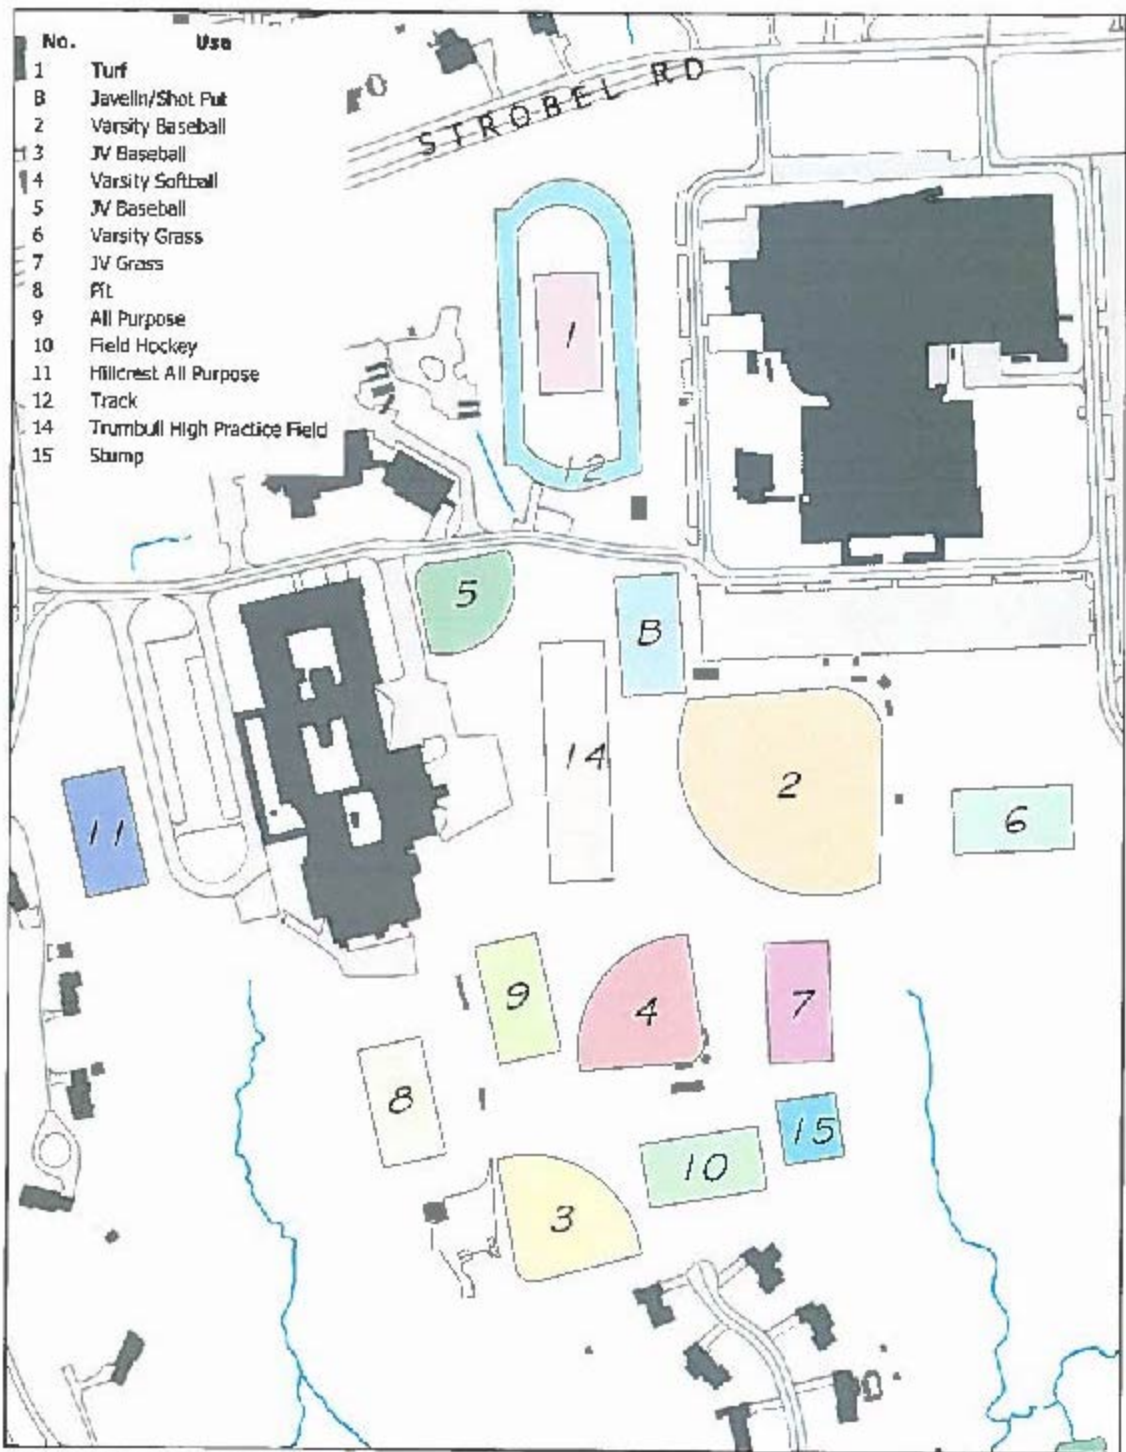 No. Use
1 Turf
B Javelin/Shot Put
2 Varsity Baseball
3 JV Baseball
4 Varsity Softball
5 JV Baseball
6 Varsity Grass
7 JV Grass
8 Pit
9 All Purpose
10 Field Hockey
11 Hillcrest All Purpose
12 Track
14 Trumbull High Practice Field
15 Stump
STROBEL RD
1
12
5
B
14
2
6
11
9
4
7
8
15
10
3